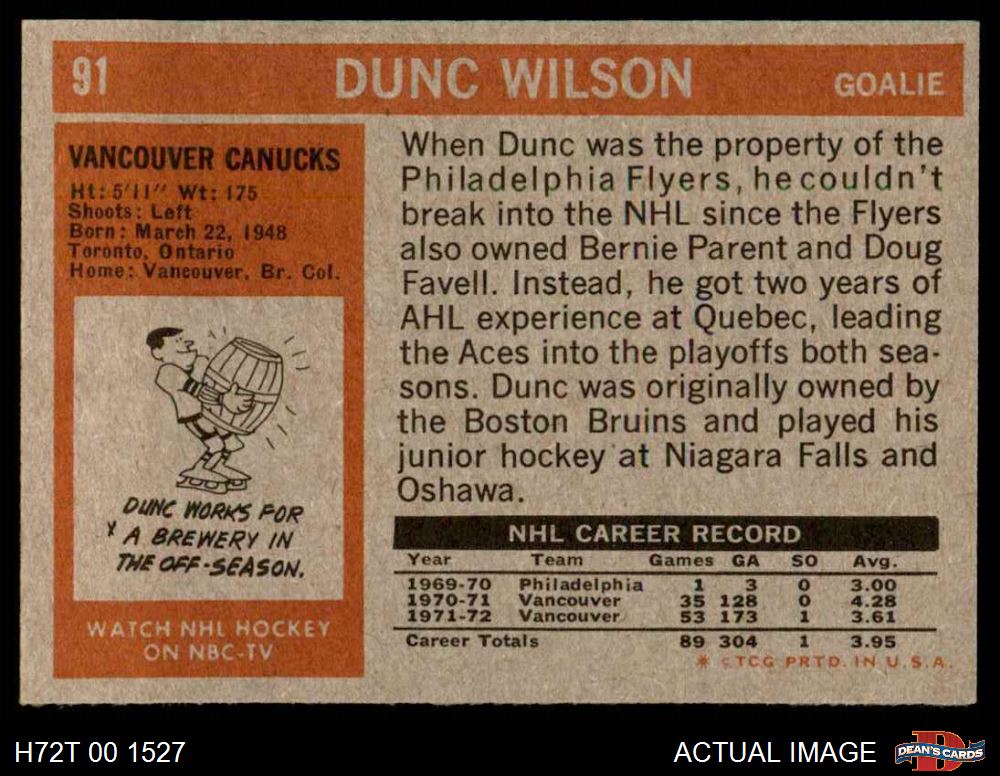 91 DUNC WILSON GOALIE
VANCOUVER CANUCKS
Ht: 5'11" Wt: 175
Shoots: Left
Born: March 22, 1948
Toronto, Ontario
Home: Vancouver, Br. Col.
DUNC WORKS FOR
A BREWERY IN
THE OFF-SEASON.
WATCH NHL HOCKEY
ON NBC-TV
When Dunc was the property of the
Philadelphia Flyers, he couldn't
break into the NHL since the Flyers
also owned Bernie Parent and Doug
Favell. Instead, he got two years of
AHL experience at Quebec, leading
the Aces into the playoffs both sea-
sons. Dunc was originally owned by
the Boston Bruins and played his
junior hockey at Niagara Falls and
Oshawa.
NHL CAREER RECORD
Year Team Games GA SO Avg.
1969-70 Philadelphia 1 3 0 3.00
1970-71 Vancouver 35 128 0 4.28
1971-72 Vancouver 53 173 1 3.61
Career Totals 89 304 1 3.95
* © TCG PRTD. IN U.S.A.
H72T 00 1527
ACTUAL IMAGE
DEAN'S CARDS